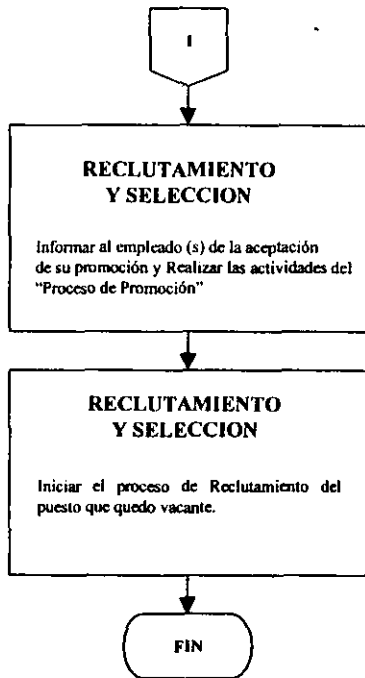 1
RECLUTAMIENTO
Y SELECCION
Informar al empleado (s) de la aceptación
de su promoción y Realizar las actividades del
"Proceso de Promoción"
RECLUTAMIENTO
Y SELECCION
Iniciar el proceso de Reclutamiento del
puesto que quedo vacante.
FIN